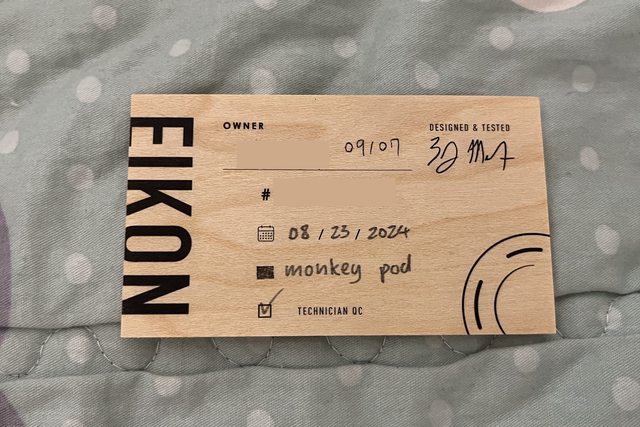 EIKON
OWNER
09/07
DESIGNED & TESTED
#
08 / 23 / 2024
monkey pod
TECHNICIAN QC